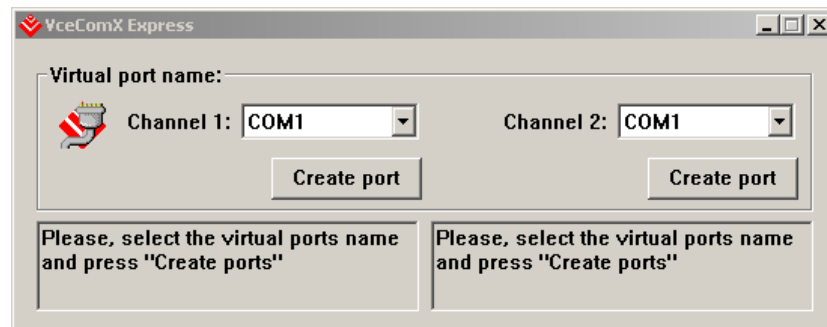 VceComX Express
Virtual port name:
Channel 1: COM1 Channel 2: COM1
Create port Create port
Please, select the virtual ports name
and press "Create ports"
Please, select the virtual ports name
and press "Create ports"